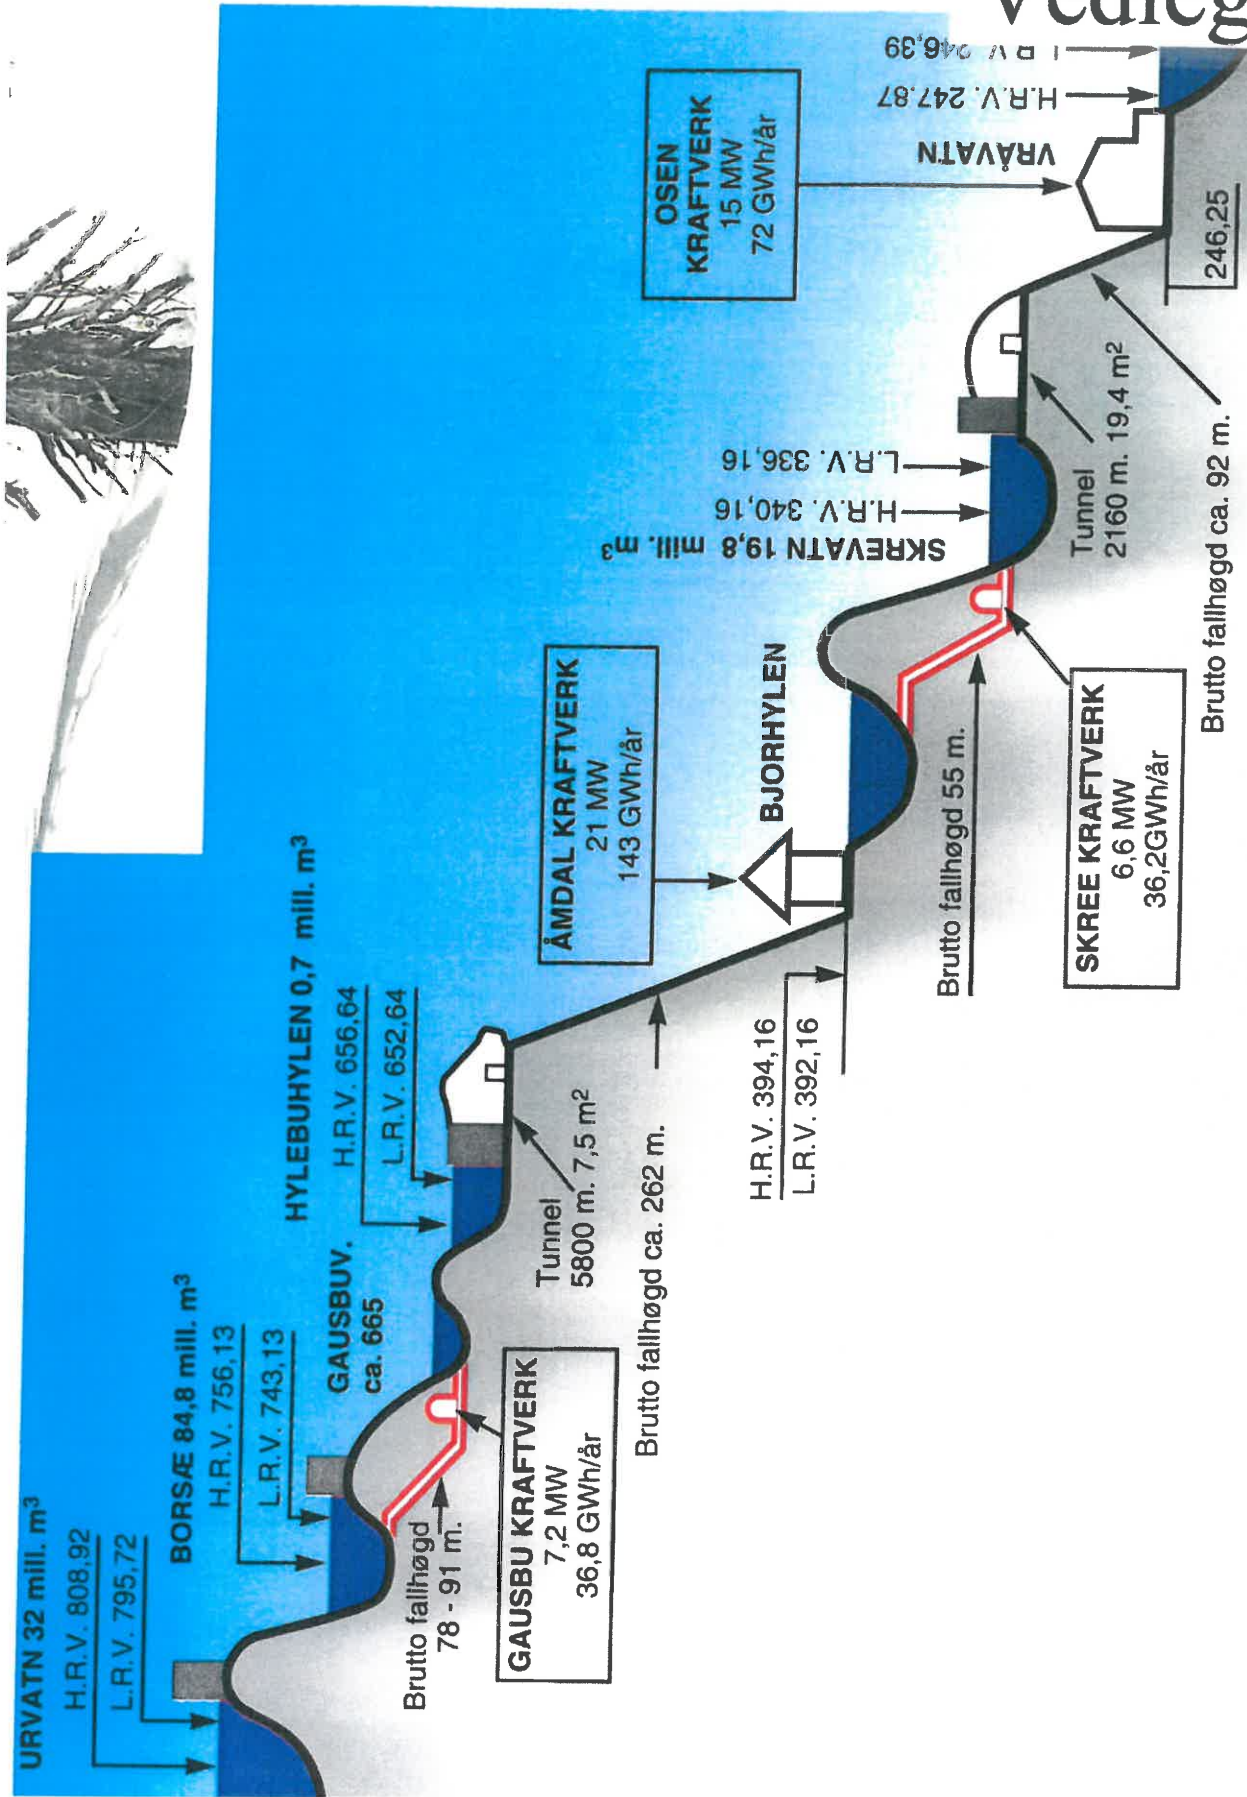 Vedleg
URVATN 32 mill. m³
H.R.V. 808,92
L.R.V. 795,72
BORSÆ 84,8 mill. m³
H.R.V. 756,13
L.R.V. 743,13
GAUSBUV.
ca. 665
HYLEBUHYLEN 0,7 mill. m³
H.R.V. 656,64
L.R.V. 652,64
Brutto fallhøgd
78 - 91 m.
GAUSBU KRAFTVERK
7,2 MW
36,8 GWh/år
Tunnel
5800 m. 7,5 m²
Brutto fallhøgd ca. 262 m.
ÅMDAL KRAFTVERK
21 MW
143 GWh/år
BJORHYLEN
H.R.V. 394,16
L.R.V. 392,16
Brutto fallhøgd 55 m.
SKREE KRAFTVERK
6,6 MW
36,2GWh/år
SKREVATN 19,8 mill. m³
H.R.V. 340,16
L.R.V. 336,16
Tunnel
2160 m. 19,4 m²
Brutto fallhøgd ca. 92 m.
OSEN
KRAFTVERK
15 MW
72 GWh/år
VRÅVATN
H.R.V. 247.87
L.R.V. 246,39
246,25